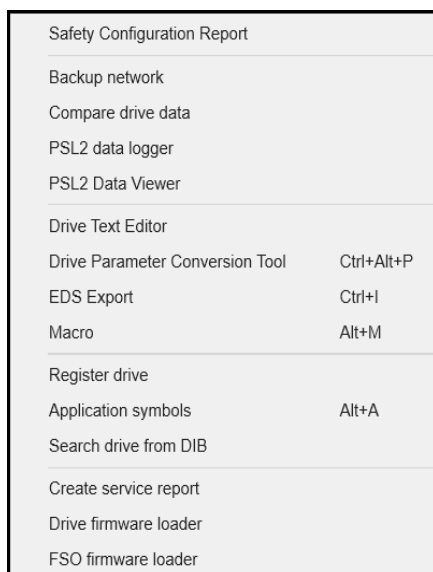 Safety Configuration Report
Backup network
Compare drive data
PSL2 data logger
PSL2 Data Viewer
Drive Text Editor
Drive Parameter Conversion Tool Ctrl+Alt+P
EDS Export Ctrl+I
Macro Alt+M
Register drive
Application symbols Alt+A
Search drive from DIB
Create service report
Drive firmware loader
FSO firmware loader